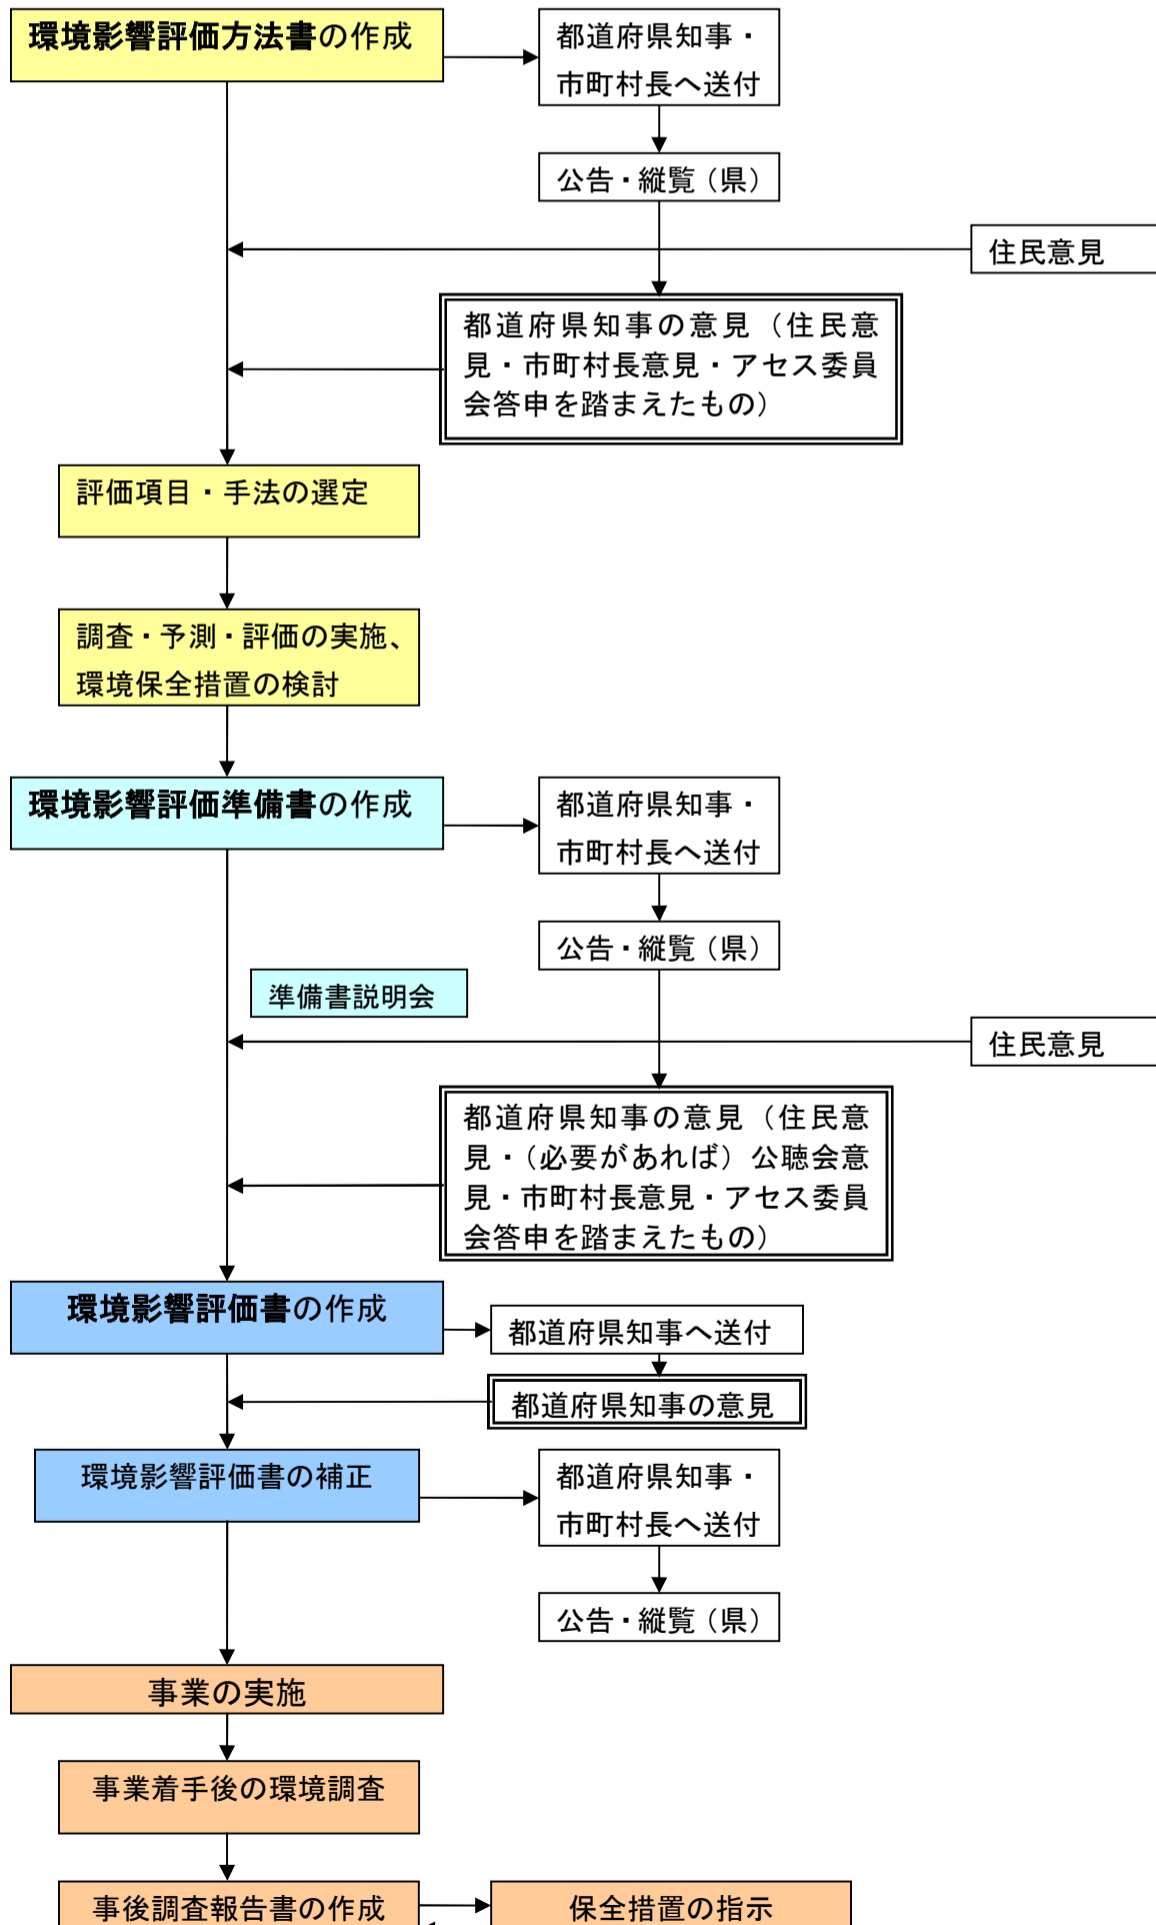 環境影響評価方法書の作成
都道府県知事・
市町村長へ送付
公告・縦覧（県）
住民意見
都道府県知事の意見（住民意
見・市町村長意見・アセス委員
会答申を踏まえたもの）
評価項目・手法の選定
調査・予測・評価の実施、
環境保全措置の検討
環境影響評価準備書の作成
都道府県知事・
市町村長へ送付
公告・縦覧（県）
準備書説明会
住民意見
都道府県知事の意見（住民意
見・（必要があれば）公聴会意
見・市町村長意見・アセス委員
会答申を踏まえたもの）
環境影響評価書の作成
都道府県知事へ送付
都道府県知事の意見
環境影響評価書の補正
都道府県知事・
市町村長へ送付
公告・縦覧（県）
事業の実施
事業着手後の環境調査
事後調査報告書の作成
保全措置の指示